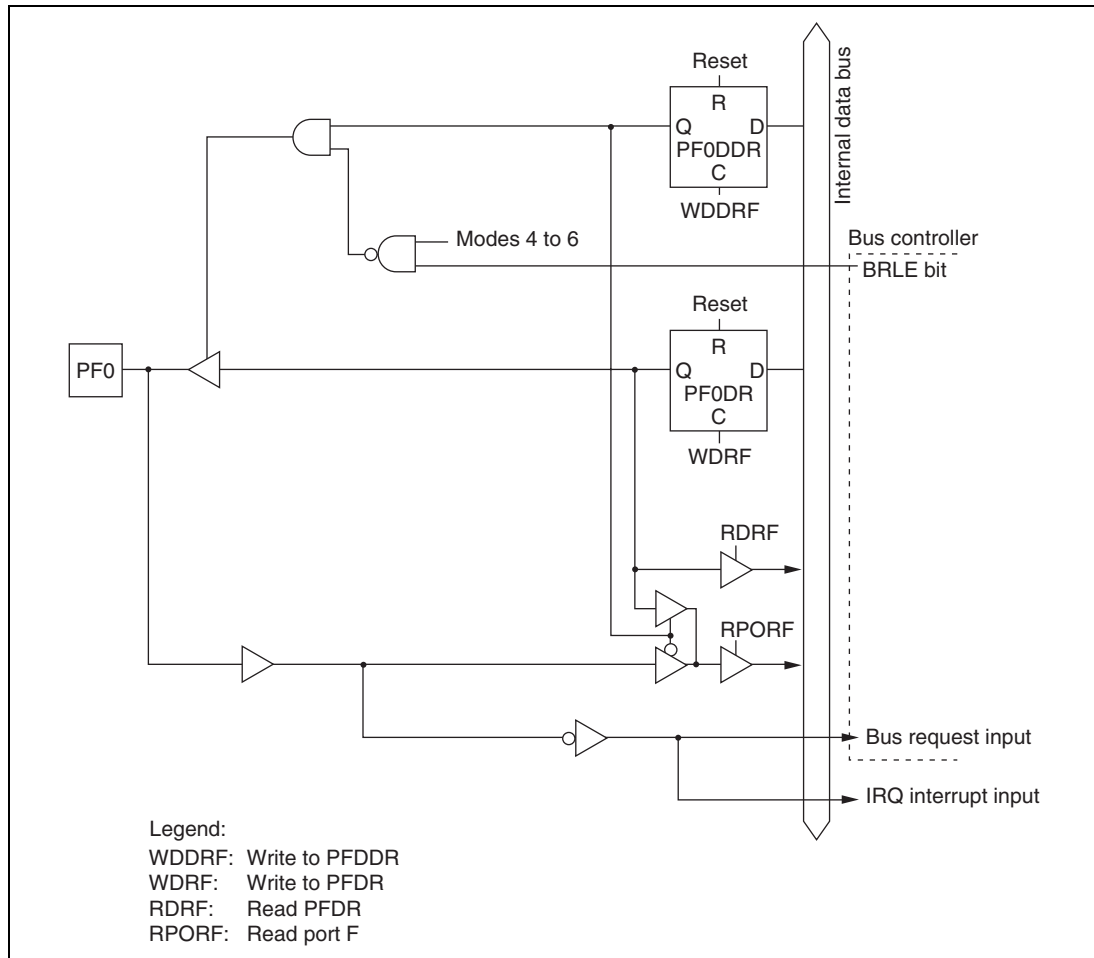 Reset
R
Q D
PF0DDR
C
WDDRF
Internal data bus
Modes 4 to 6
Bus controller
BRLE bit
Reset
R
PF0
Q D
PF0DR
C
WDRF
RDRF
RPORF
Bus request input
IRQ interrupt input
Legend:
WDDRF: Write to PFDDR
WDRF: Write to PFDR
RDRF: Read PFDR
RPORF: Read port F